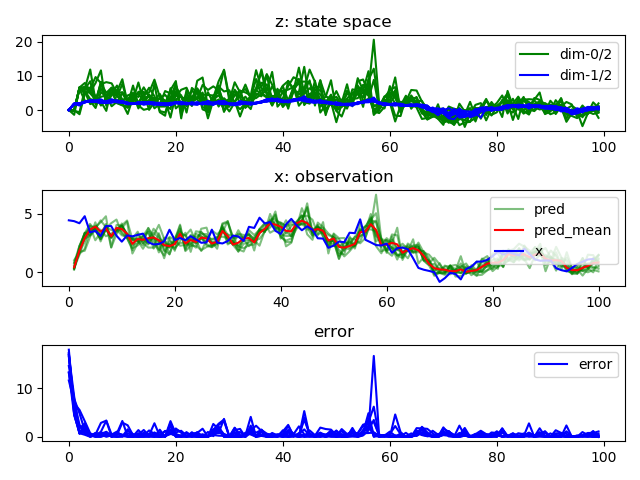 z: state space
20
10
0
dim-0/2
dim-1/2
0 20 40 60 80 100
x: observation
5
0
pred
pred_mean
x
0 20 40 60 80 100
error
10
0
error
0 20 40 60 80 100